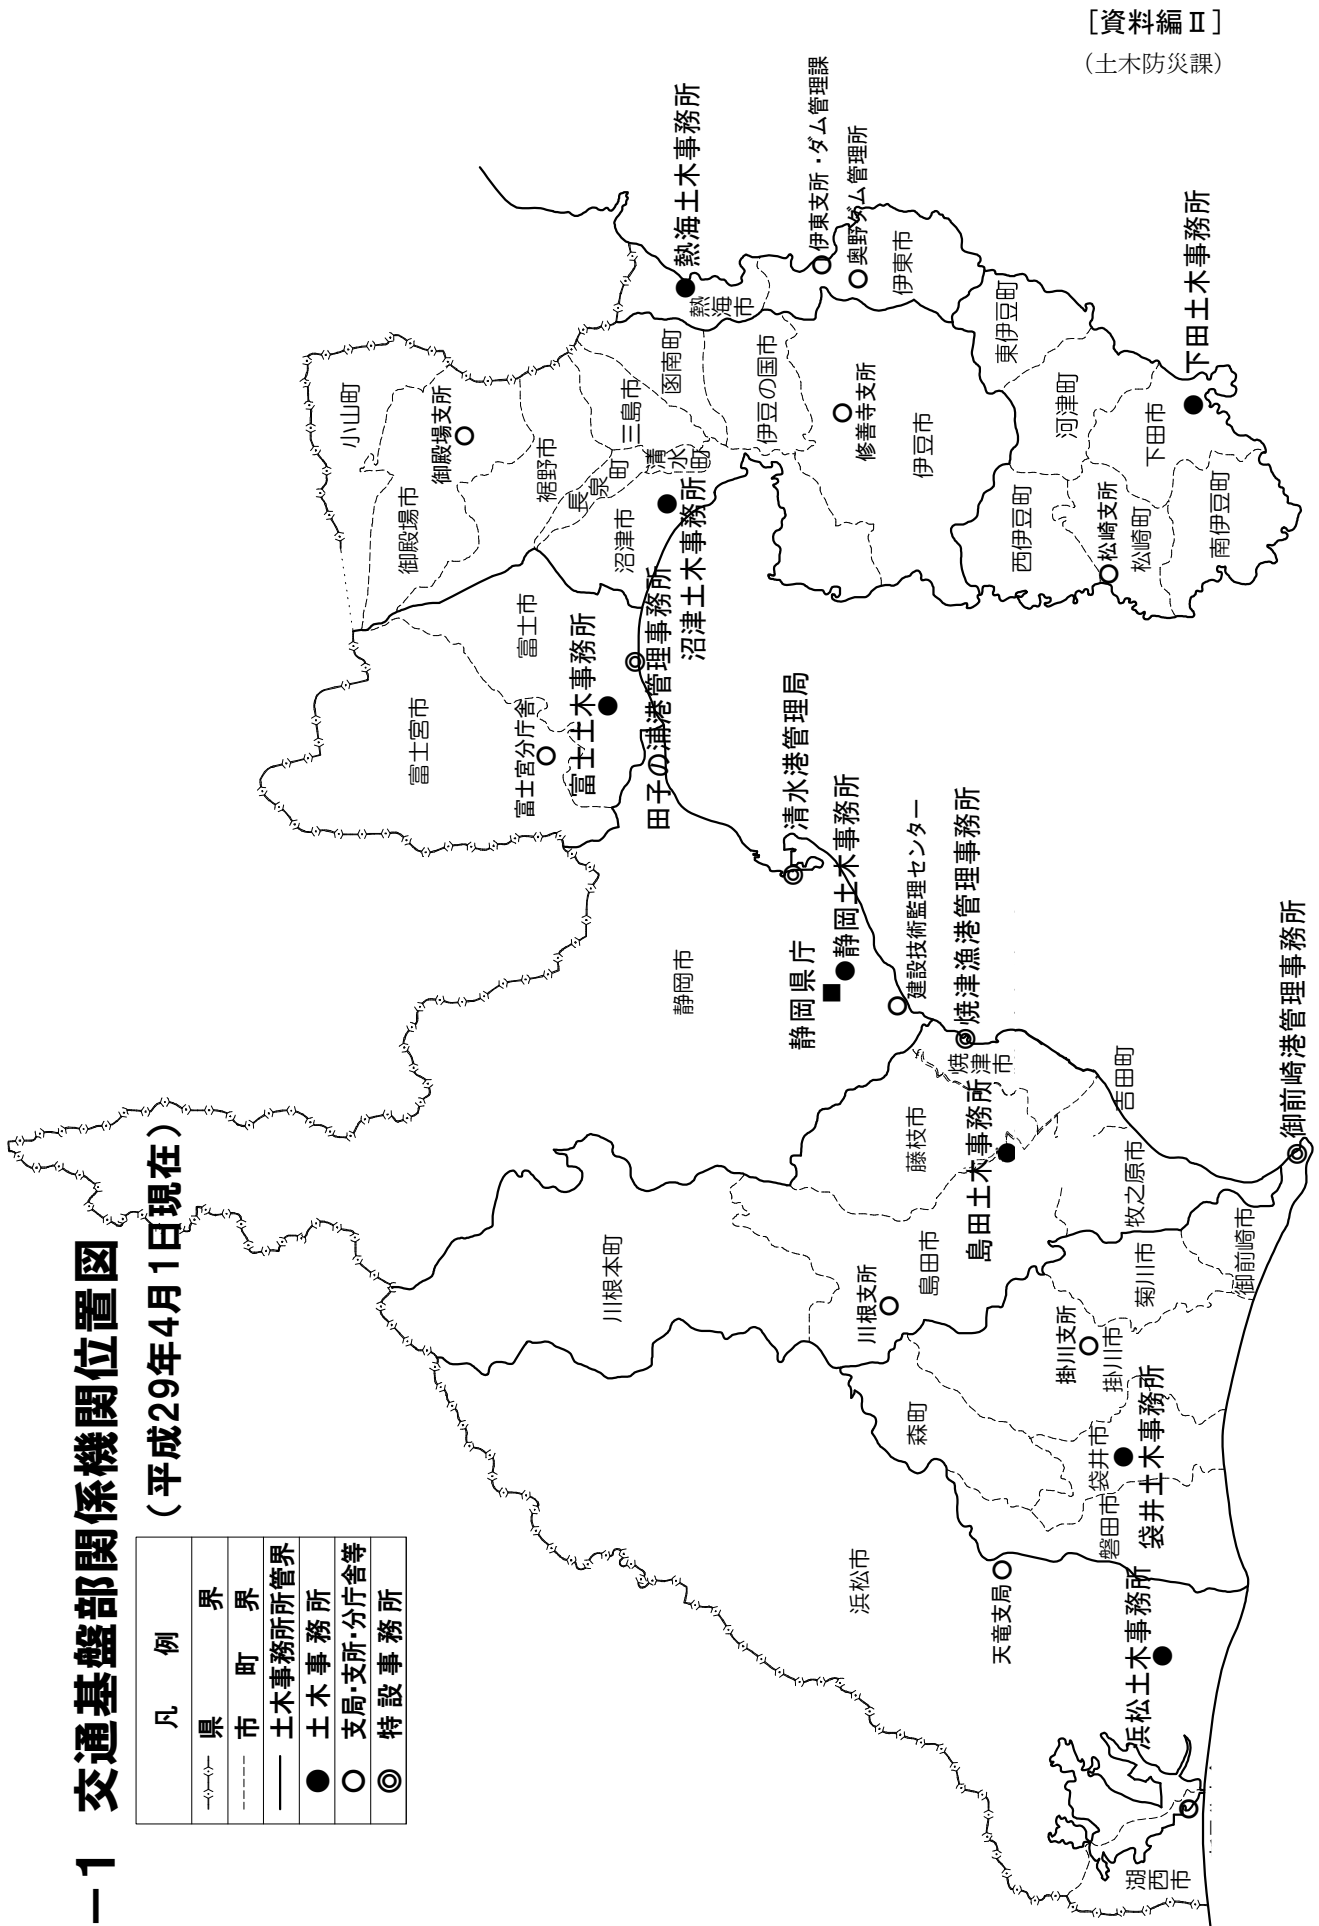 ［資料編Ⅱ］
（土木防災課）
－1　交通基盤部関係機関位置図
（平成29年4月1日現在）
凡　例
県　界
市　町　界
土木事務所所管界
土木事務所
支局・支所・分庁舎等
特設事務所
熱海土木事務所
伊東支所・ダム管理課
奥野ダム管理所
下田土木事務所
熱海市
伊東市
東伊豆町
小山町
御殿場支所
函南町
三島市
伊豆の国市
修善寺支所
河津町
下田市
御殿場市
裾野市
長泉町
清水町
沼津市
沼津土木事務所
伊豆市
西伊豆町
松崎支所
松崎町
南伊豆町
富士市
富士土木事務所
田子の浦港管理事務所
富士宮市
富士宮分庁舎
清水港管理局
静岡土木事務所
静岡県庁
静岡市
建設技術監理センター
焼津漁港管理事務所
焼津市
御前崎港管理事務所
吉田町
藤枝市
島田土木事務所
牧之原市
川根本町
島田市
川根支所
菊川市
御前崎市
掛川支所
掛川市
森町
袋井市
袋井土木事務所
磐田市
浜松市
天竜支局
浜松土木事務所
湖西市